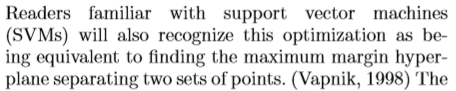 Readers familiar with support vector machines
(SVMs) will also recognize this optimization as be-
ing equivalent to finding the maximum margin hyper-
plane separating two sets of points. (Vapnik, 1998) The